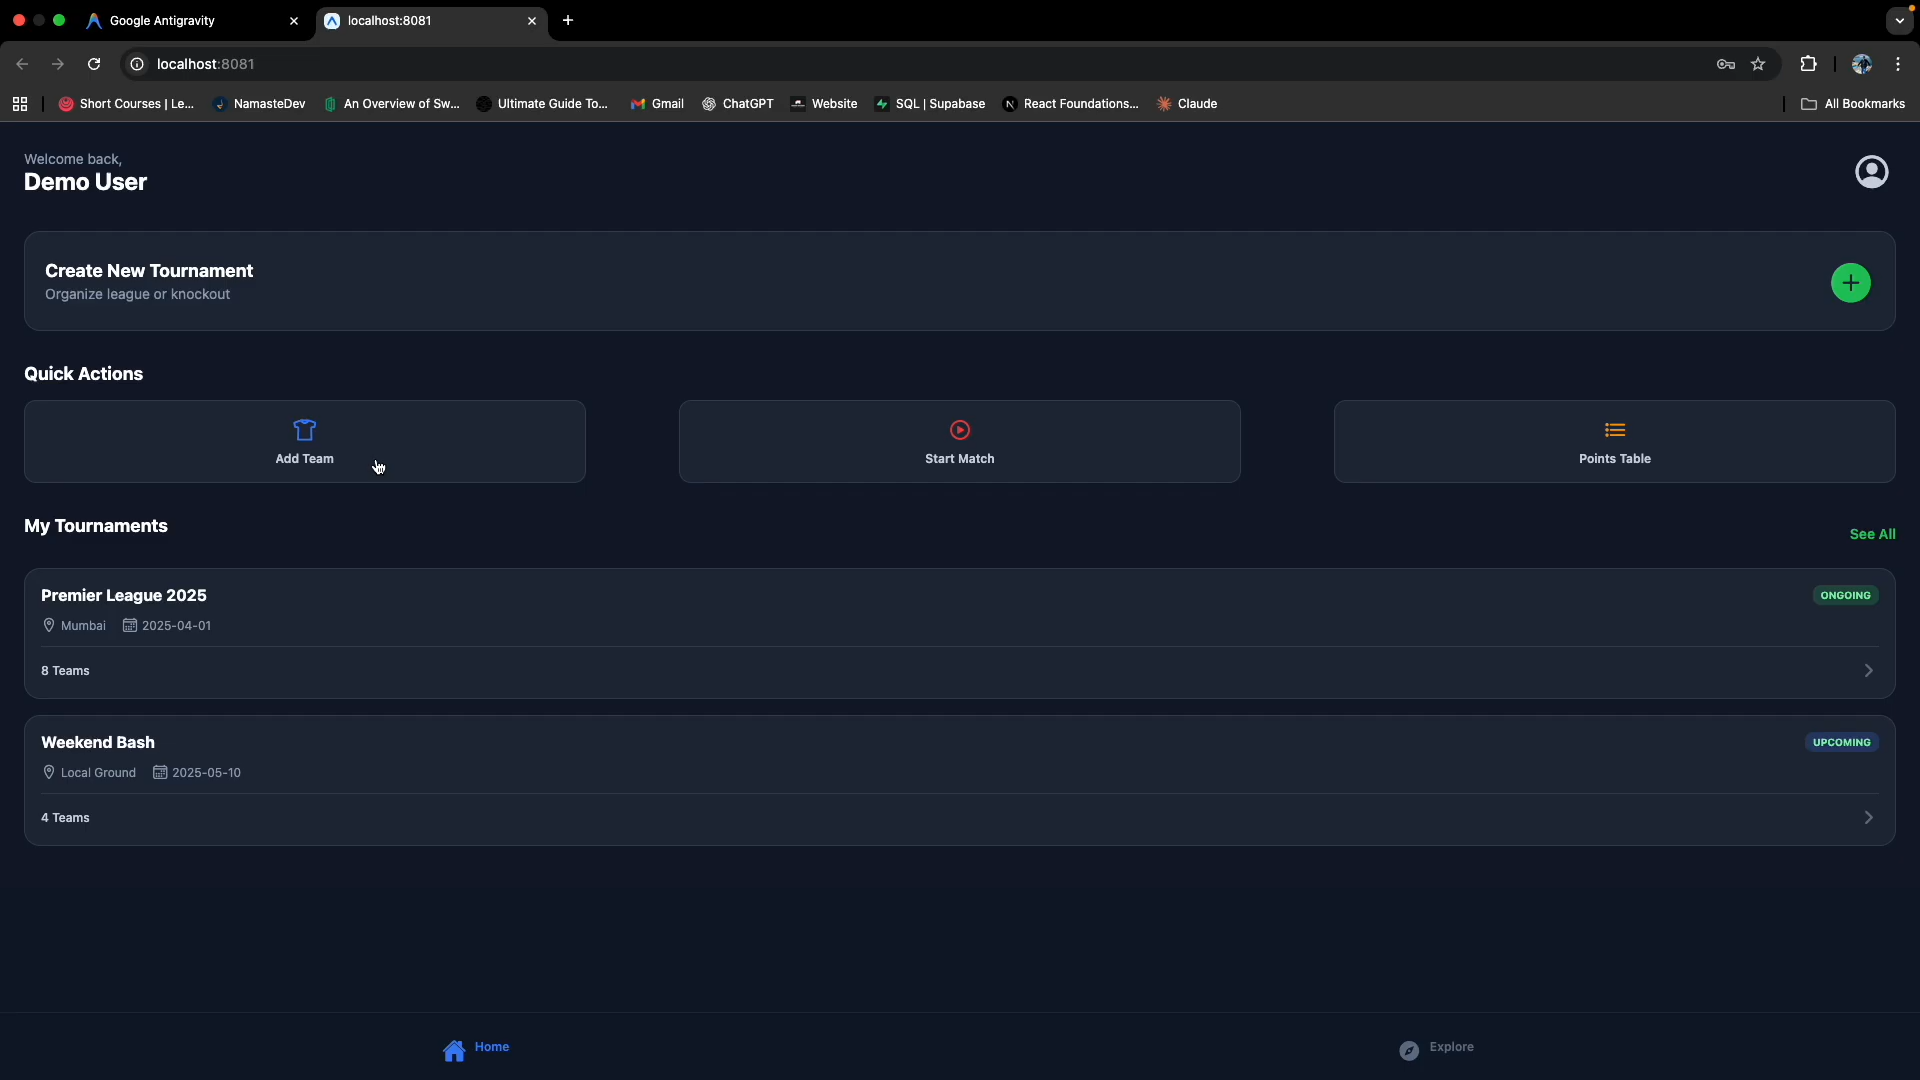 Google Antigravity
localhost:8081
localhost:8081
Short Courses | Le...
NamasteDev
An Overview of Sw...
Ultimate Guide To...
Gmail
ChatGPT
Website
SQL | Supabase
React Foundations...
Claude
All Bookmarks
Welcome back,
Demo User
Create New Tournament
Organize league or knockout
Quick Actions
Add Team
Start Match
Points Table
My Tournaments
See All
Premier League 2025
ONGOING
Mumbai
2025-04-01
8 Teams
Weekend Bash
UPCOMING
Local Ground
2025-05-10
4 Teams
Home
Explore